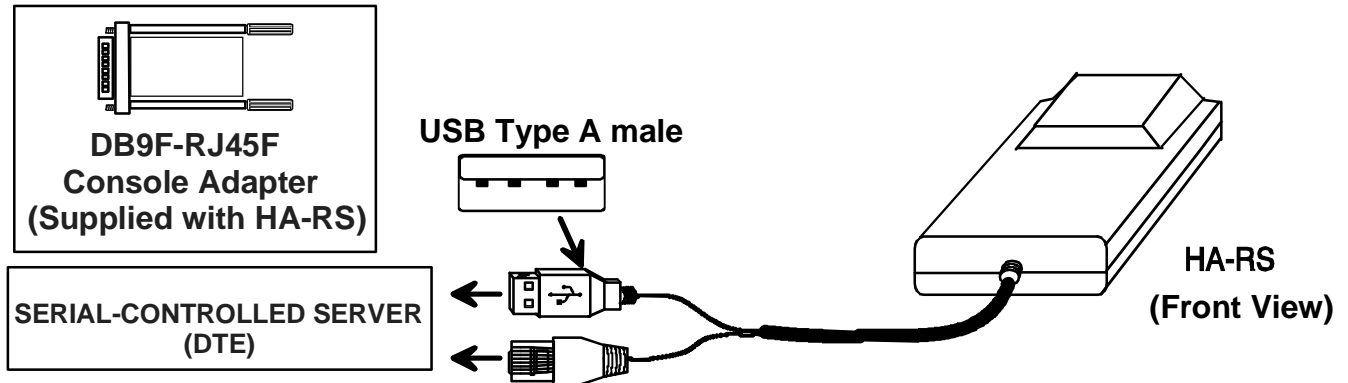 DB9F-RJ45F
Console Adapter
(Supplied with HA-RS)
USB Type A male
SERIAL-CONTROLLED SERVER
(DTE)
HA-RS
(Front View)